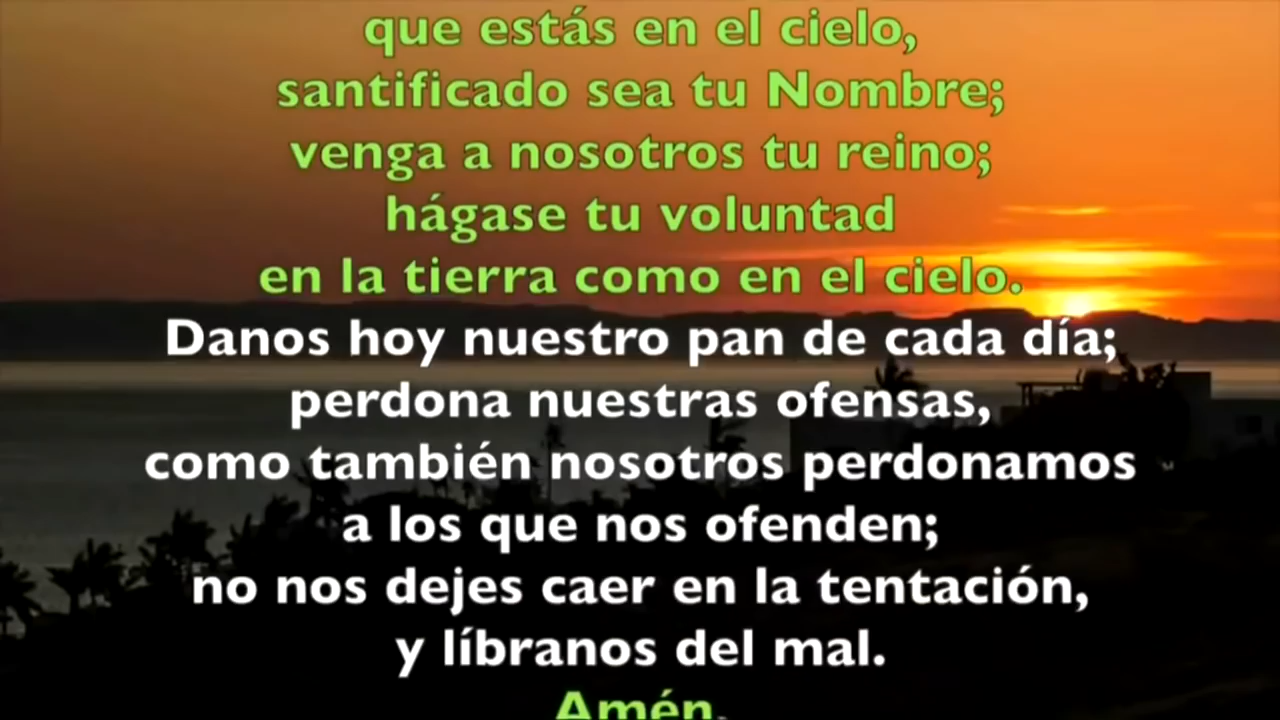 que estás en el cielo,
santificado sea tu Nombre;
venga a nosotros tu reino;
hágase tu voluntad
en la tierra como en el cielo.
Danos hoy nuestro pan de cada día;
perdona nuestras ofensas,
como también nosotros perdonamos
a los que nos ofenden;
no nos dejes caer en la tentación,
y líbranos del mal.
Amén.